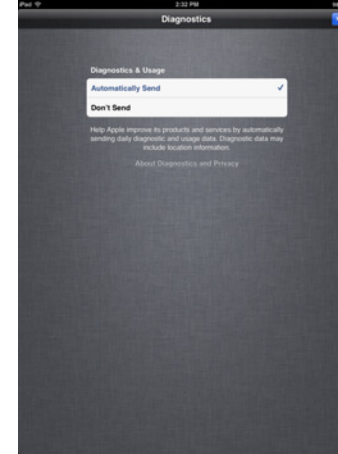 iPad 2:32 PM
Diagnostics
Diagnostics & Usage
Automatically Send
Don't Send
Help Apple improve its products and services by automatically
sending daily diagnostic and usage data. Diagnostic data may
include location information.
About Diagnostics and Privacy